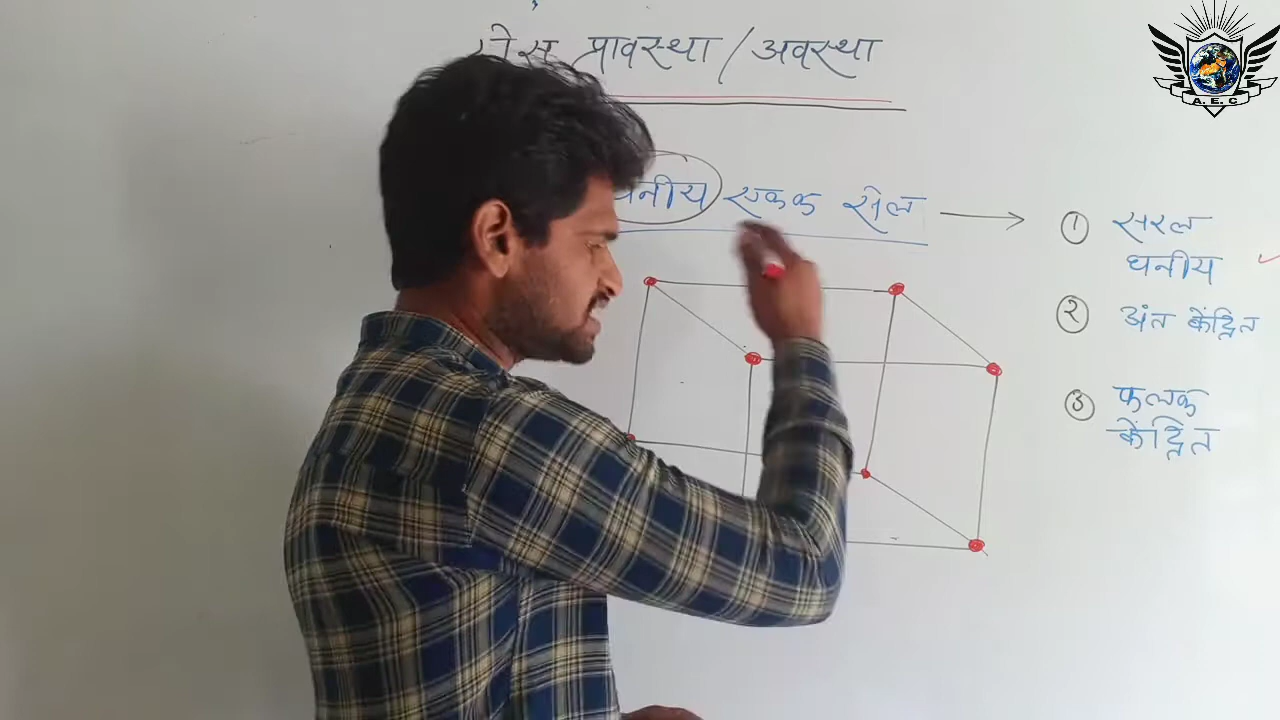 प्रावस्था / अवस्था
एकक सेल
① सरल
घनीय
② अंत केंद्रित
③ फलक
केंद्रित
A. E. C